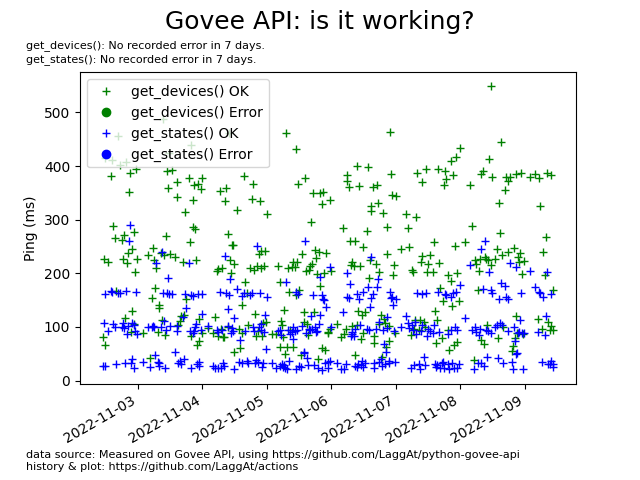 Govee API: is it working?
get_devices(): No recorded error in 7 days.
get_states(): No recorded error in 7 days.
get_devices() OK
get_devices() Error
get_states() OK
get_states() Error
Ping (ms)
500
400
300
200
100
0
2022-11-03
2022-11-04
2022-11-05
2022-11-06
2022-11-07
2022-11-08
2022-11-09
data source: Measured on Govee API, using https://github.com/LaggAt/python-govee-api
history & plot: https://github.com/LaggAt/actions